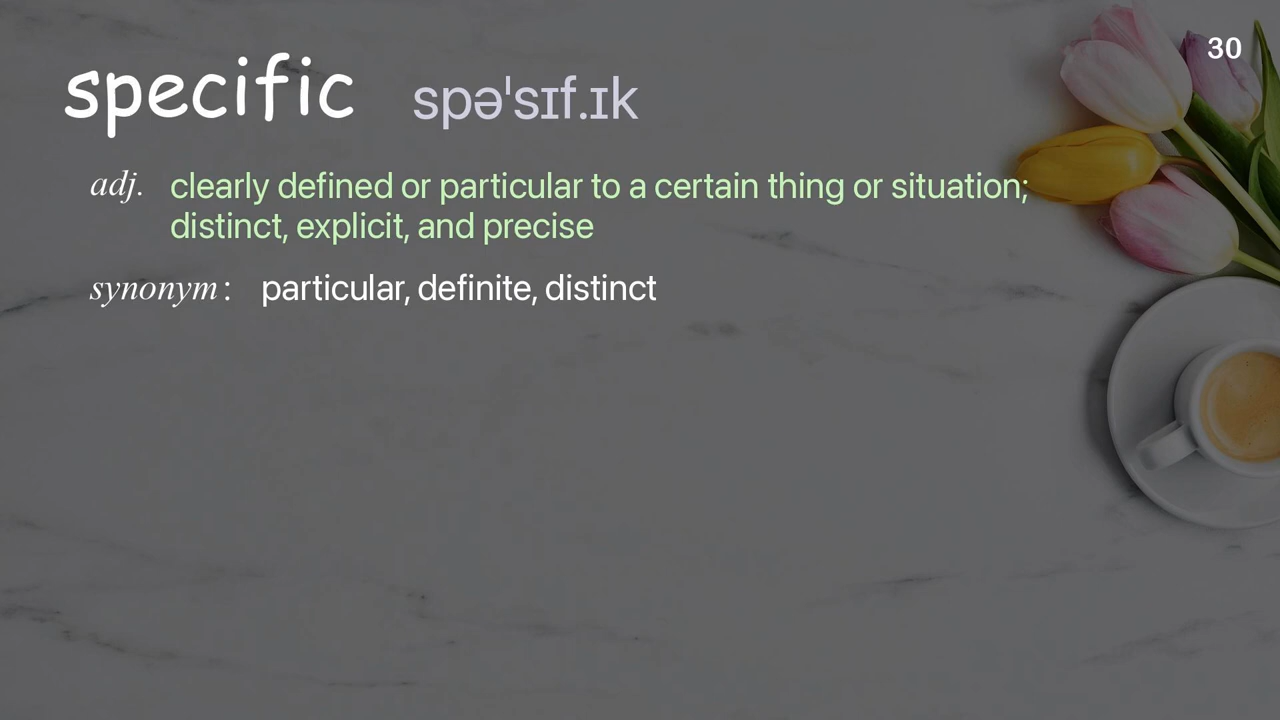 30
specific spəˈsɪf.ɪk
adj. clearly defined or particular to a certain thing or situation;
distinct, explicit, and precise
synonym: particular, definite, distinct